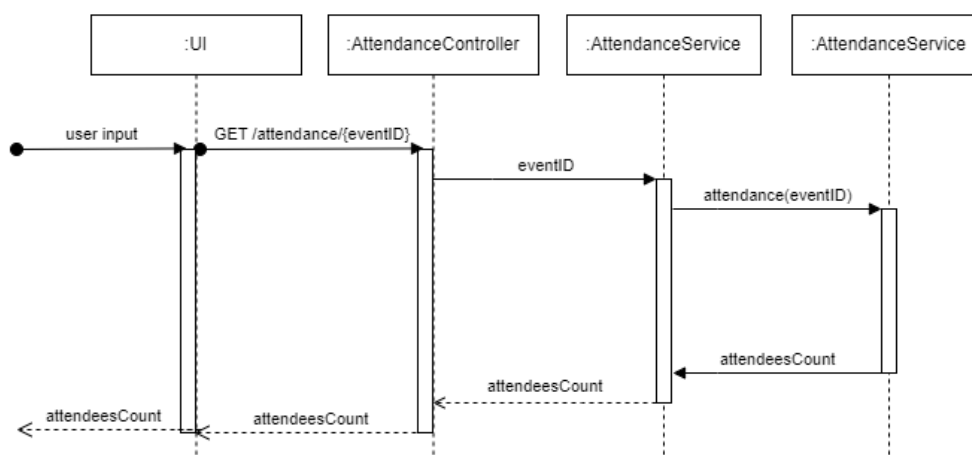 :UI
:AttendanceController
:AttendanceService
:AttendanceService
user input
GET /attendance/{eventID}
eventID
attendance(eventID)
attendeesCount
attendeesCount
attendeesCount
attendeesCount